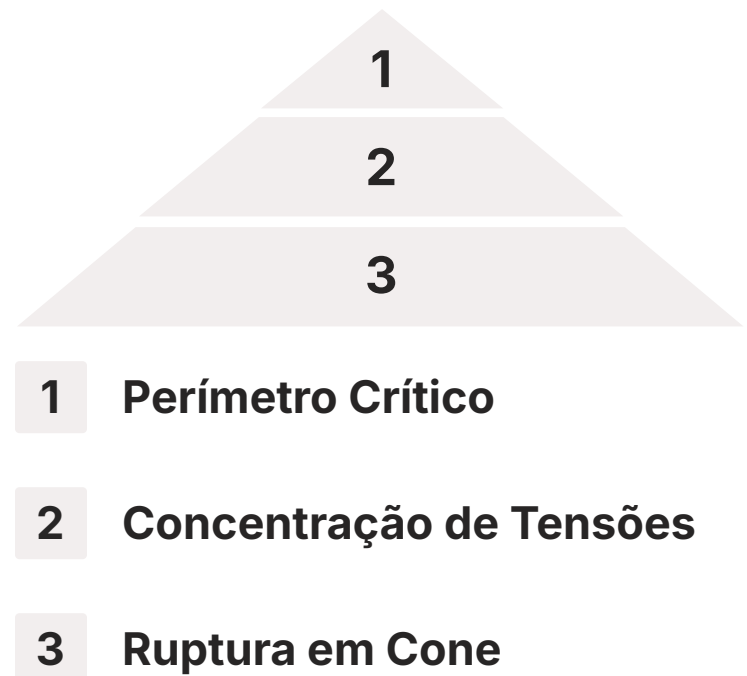 1
2
3
1 Perímetro Crítico
2 Concentração de Tensões
3 Ruptura em Cone